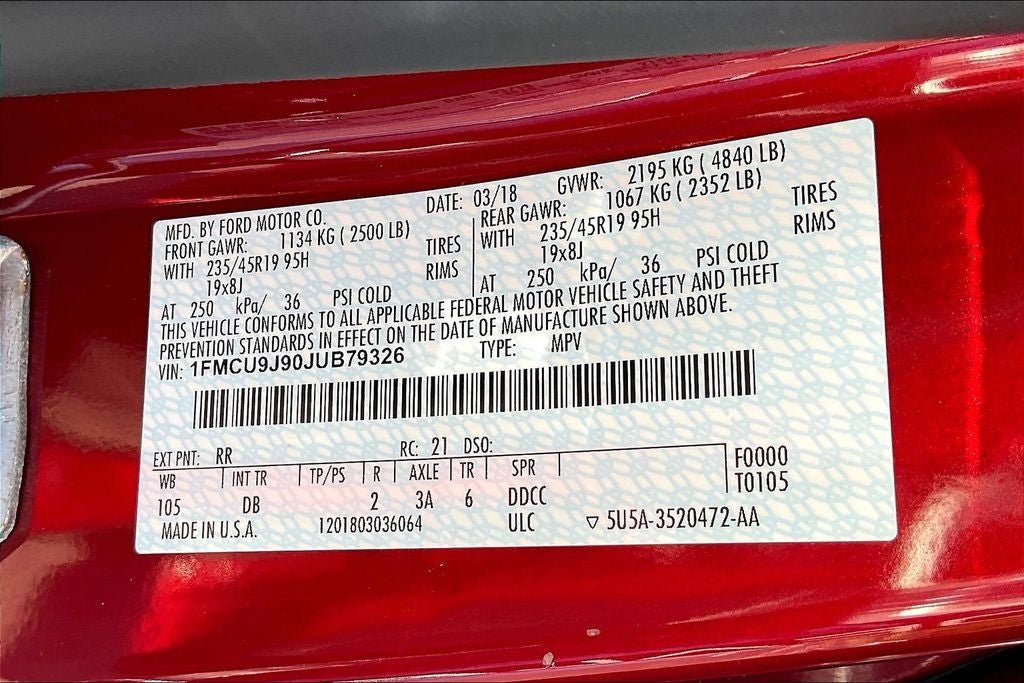 MFD. BY FORD MOTOR CO. DATE: 03/18 GVWR: 2195 KG ( 4840 LB)
FRONT GAWR: 1134 KG ( 2500 LB) REAR GAWR: 1067 KG ( 2352 LB)
WITH 235/45R19 95H TIRES WITH 235/45R19 95H TIRES
19x8J RIMS 19x8J RIMS
AT 250 kPa/ 36 PSI COLD AT 250 kPa/ 36 PSI COLD
THIS VEHICLE CONFORMS TO ALL APPLICABLE FEDERAL MOTOR VEHICLE SAFETY AND THEFT
PREVENTION STANDARDS IN EFFECT ON THE DATE OF MANUFACTURE SHOWN ABOVE.
VIN: 1FMCU9J90JUB79326 TYPE: MPV
EXT PNT: RR RC: 21 DSO:
WB INT TR TP/PS R AXLE TR SPR F0000
105 DB 2 3A 6 DDCC T0105
MADE IN U.S.A. 1201803036064 ULC ▽ 5U5A-3520472-AA